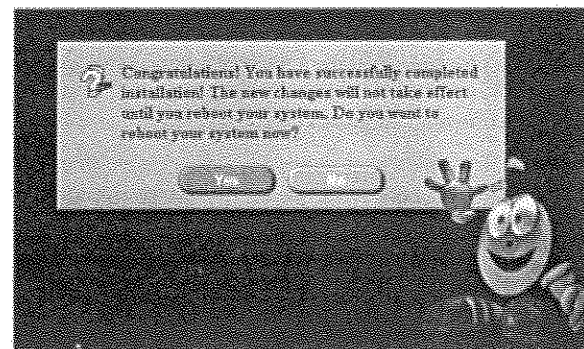 Congratulations! You have successfully completed
installation! The new changes will not take effect
until you reboot your system. Do you want to
reboot your system now?
Yes No